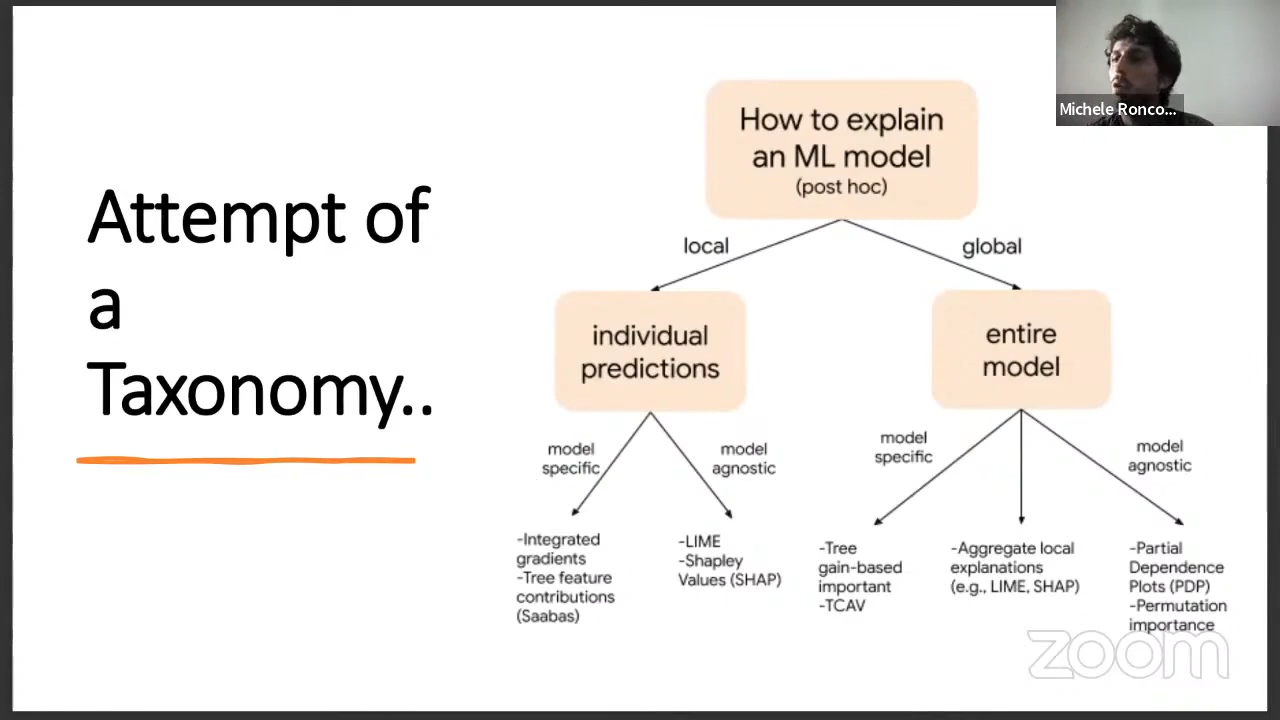 Michele Ronco...
Attempt of
a
Taxonomy..
How to explain
an ML model
(post hoc)
local
global
individual
predictions
entire
model
model
specific
model
agnostic
model
specific
model
agnostic
-Integrated
gradients
-Tree feature
contributions
(Saabas)
-LIME
-Shapley
Values (SHAP)
-Tree
gain-based
important
-TCAV
-Aggregate local
explanations
(e.g., LIME, SHAP)
-Partial
Dependence
Plots (PDP)
-Permutation
importance
zoom